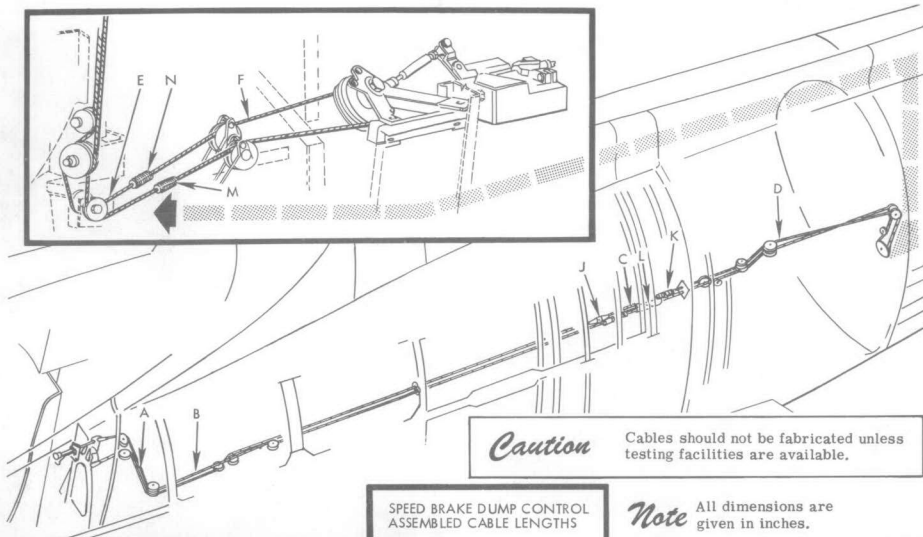 E N F
M
D
J C L K
A B
Caution Cables should not be fabricated unless
testing facilities are available.
SPEED BRAKE DUMP CONTROL
ASSEMBLED CABLE LENGTHS
Note All dimensions are
given in inches.